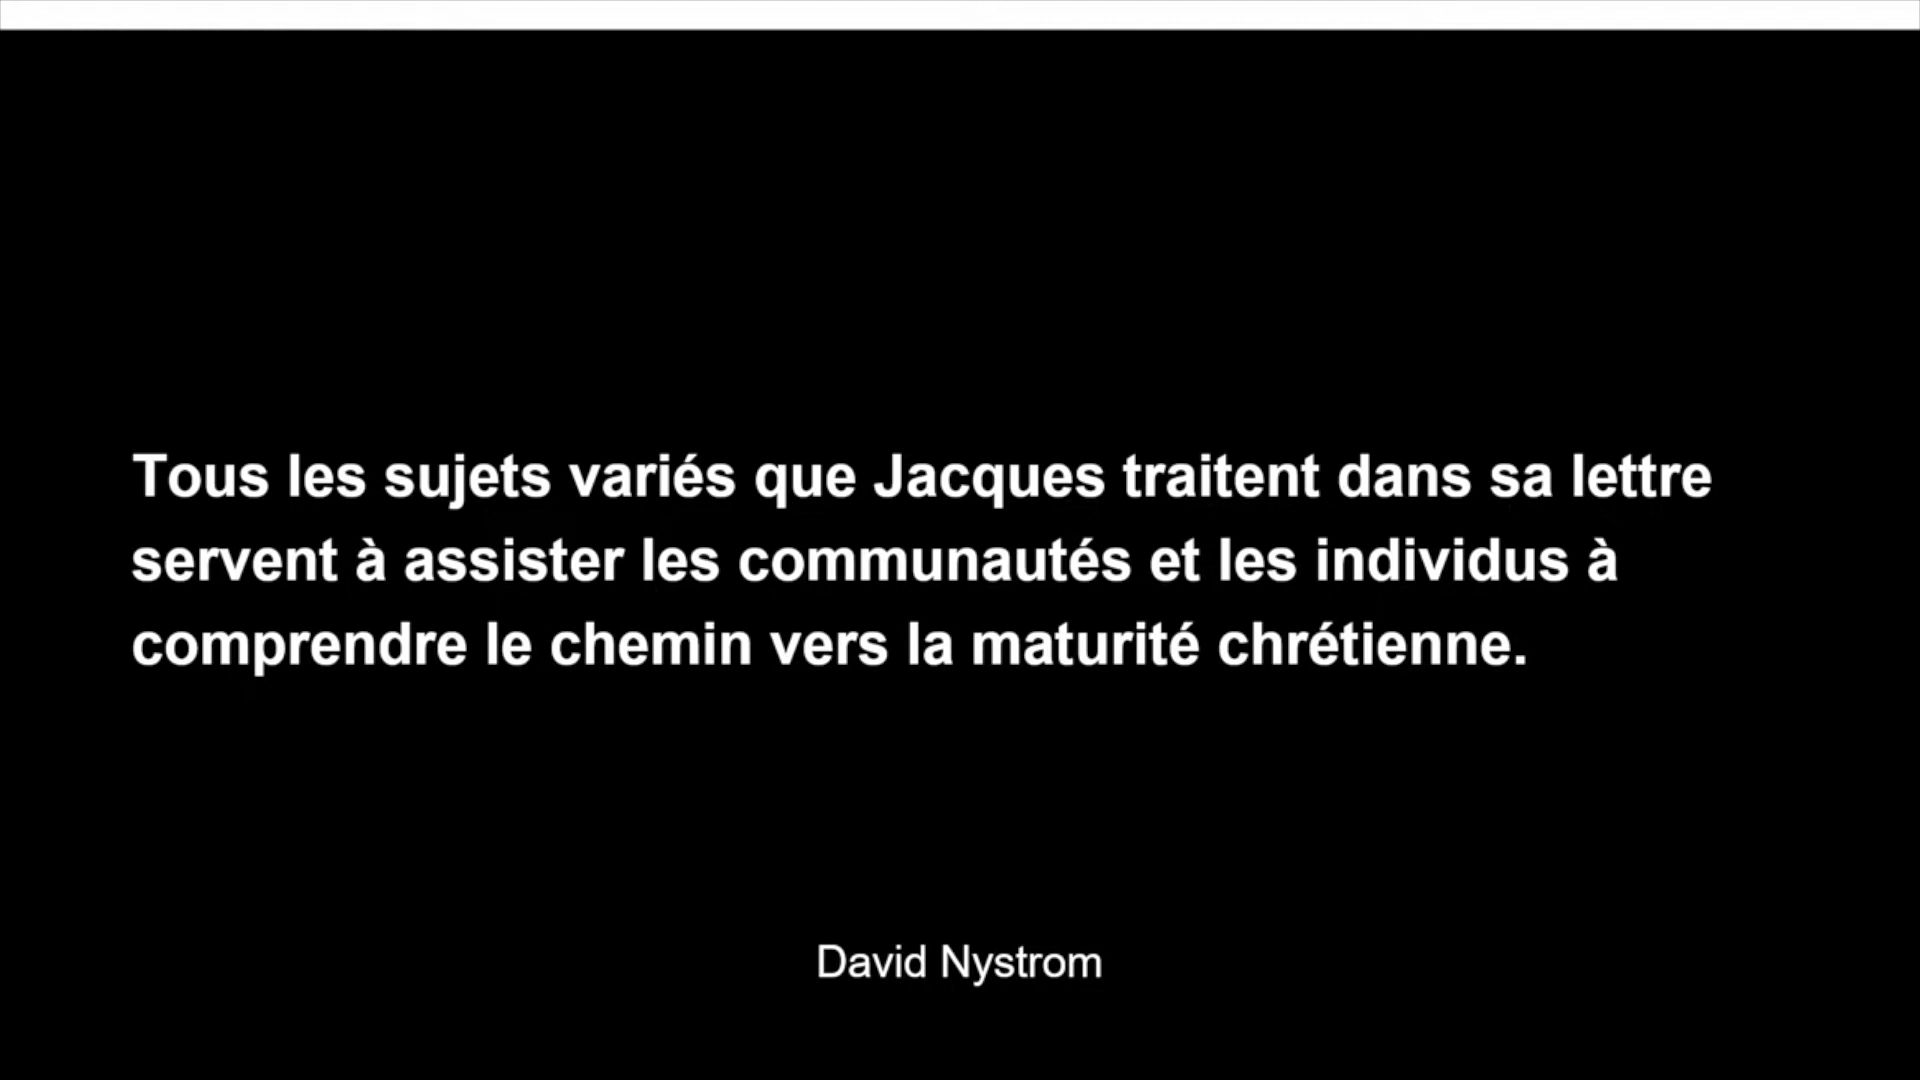 Tous les sujets variés que Jacques traitent dans sa lettre
servent à assister les communautés et les individus à
comprendre le chemin vers la maturité chrétienne.
David Nystrom